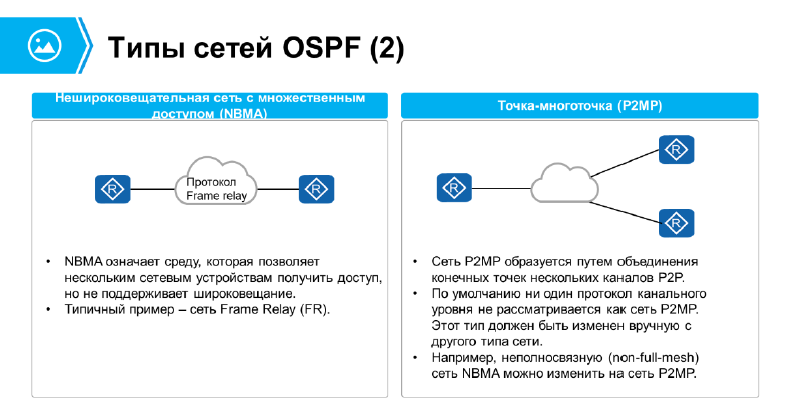 Типы сетей OSPF (2)
Нешироковещательная сеть с множественным
доступом (NBMA)
R
Протокол
Frame relay
R
• NBMA означает среду, которая позволяет
нескольким сетевым устройствам получить доступ,
но не поддерживает широковещание.
• Типичный пример – сеть Frame Relay (FR).
Точка-многоточка (P2MP)
R
R
R
• Сеть P2MP образуется путем объединения
конечных точек нескольких каналов P2P.
• По умолчанию ни один протокол канального
уровня не рассматривается как сеть P2MP.
Этот тип должен быть изменен вручную с
другого типа сети.
• Например, неполносвязную (non-full-mesh)
сеть NBMA можно изменить на сеть P2MP.